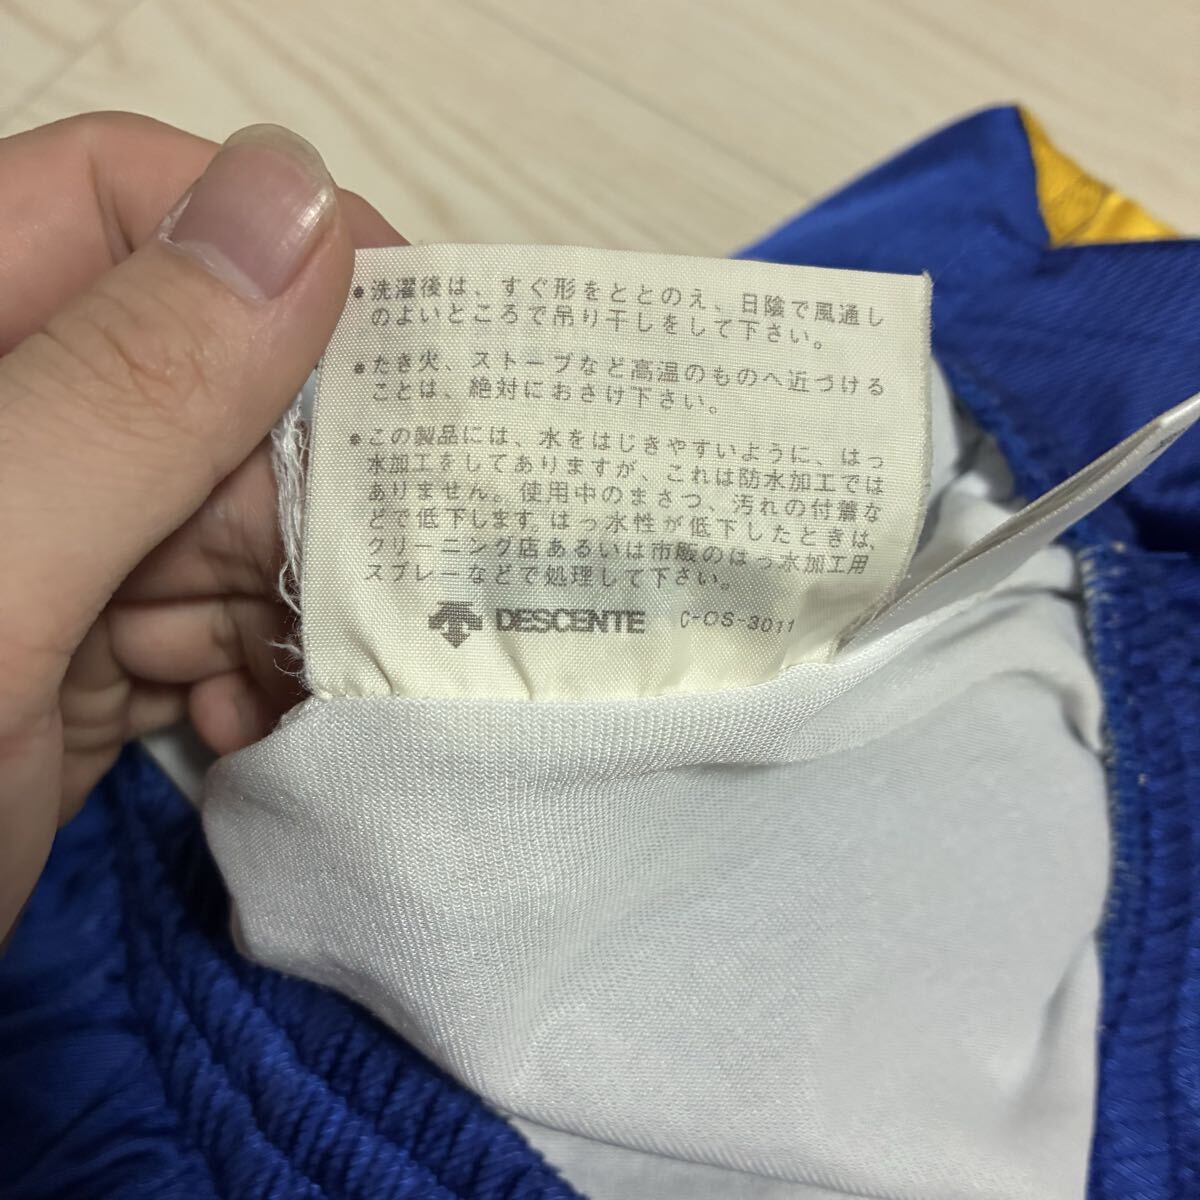 ●洗濯後は、すぐ形をととのえ、日陰で風通し
のよいところで吊り干しをして下さい。
●たき火、ストーブなど高温のものへ近づける
ことは、絶対におさけ下さい。
●この製品には、水をはじきやすいように、はっ
水加工をしてありますが、これは防水加工では
ありません。使用中のまさつ、汚れの付着な
どで低下します。はっ水性が低下したときは、
クリーニング店あるいは市販のはっ水加工用
スプレーなどで処理して下さい。
DESCENTE C-OS-3011